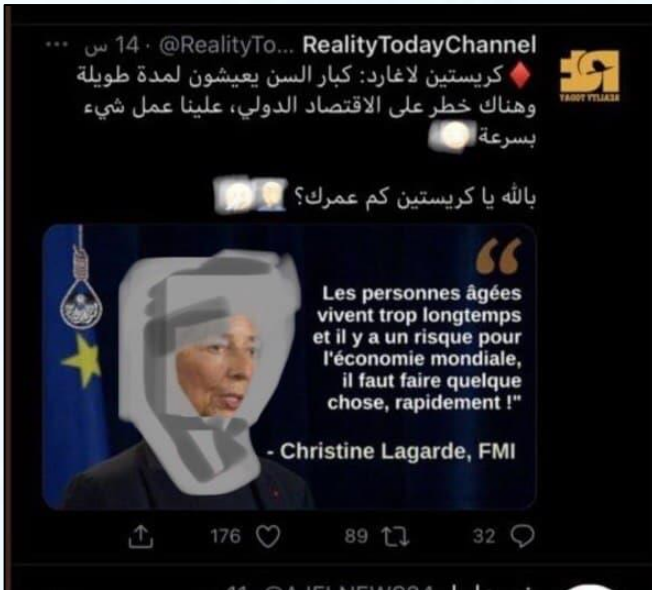 RealityTodayChannel @RealityTo... · 14 س
كريستين لاغارد: كبار السن يعيشون لمدة طويلة
وهناك خطر على الاقتصاد الدولي، علينا عمل شيء
بسرعة
بالله يا كريستين كم عمرك؟
“
Les personnes âgées
vivent trop longtemps
et il y a un risque pour
l'économie mondiale,
il faut faire quelque
chose, rapidement !"
- Christine Lagarde, FMI
32 89 176